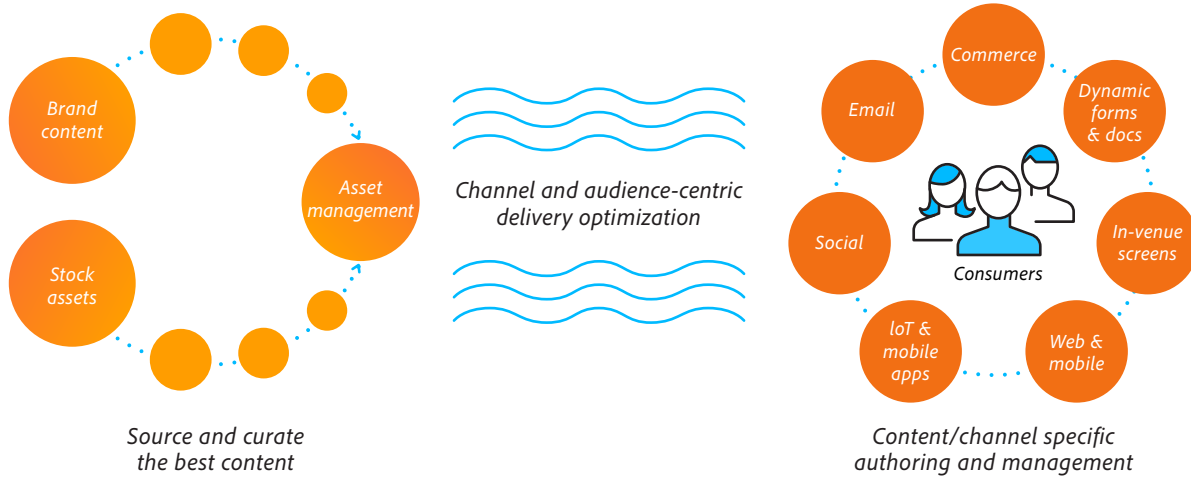 Brand
content
Stock
assets
Asset
management
Source and curate
the best content
Channel and audience-centric
delivery optimization
Commerce
Email
Dynamic
forms
& docs
Social
In-venue
screens
Consumers
IoT &
mobile
apps
Web &
mobile
Content/channel specific
authoring and management